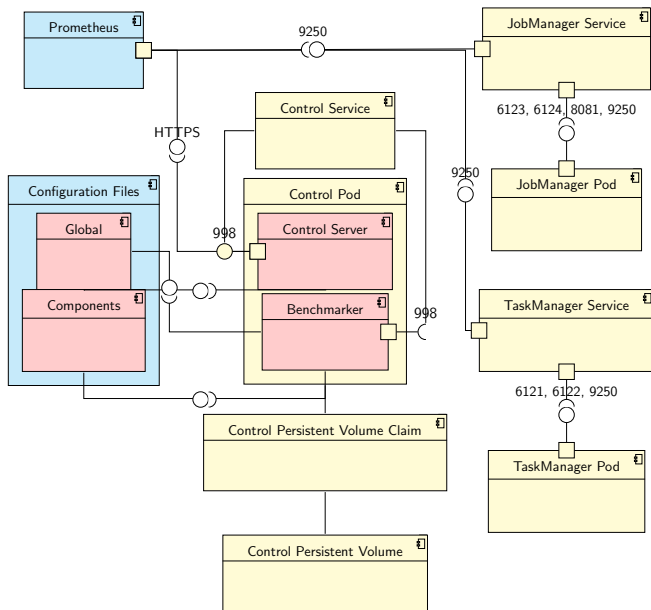 Prometheus
9250
JobManager Service
6123, 6124, 8081, 9250
Control Service
HTTPS
9250
JobManager Pod
Configuration Files
Control Pod
Global
998
Control Server
Components
Benchmarker
998
TaskManager Service
6121, 6122, 9250
Control Persistent Volume Claim
TaskManager Pod
Control Persistent Volume